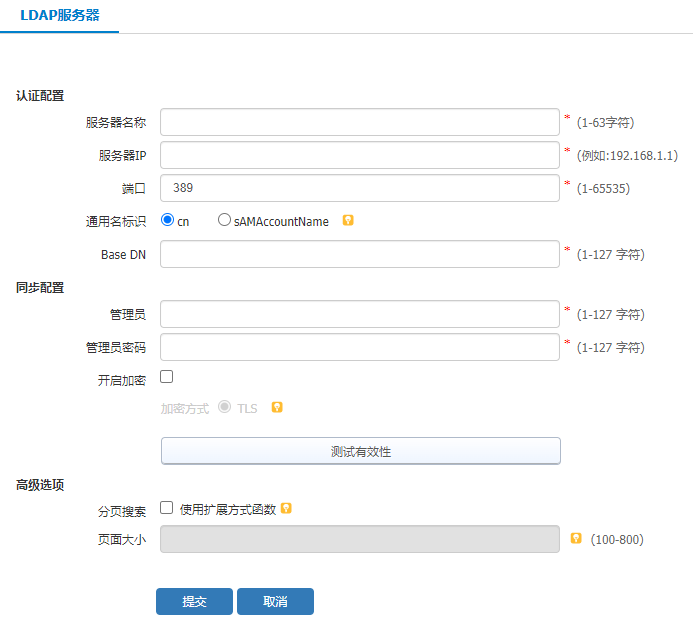 LDAP服务器
认证配置
服务器名称 * (1-63字符)
服务器IP * (例如:192.168.1.1)
端口 389 * (1-65535)
通用名标识 cn sAMAccountName
Base DN * (1-127 字符)
同步配置
管理员 * (1-127 字符)
管理员密码 * (1-127 字符)
开启加密
加密方式 TLS
测试有效性
高级选项
分页搜索 使用扩展方式函数
页面大小 (100-800)
提交 取消